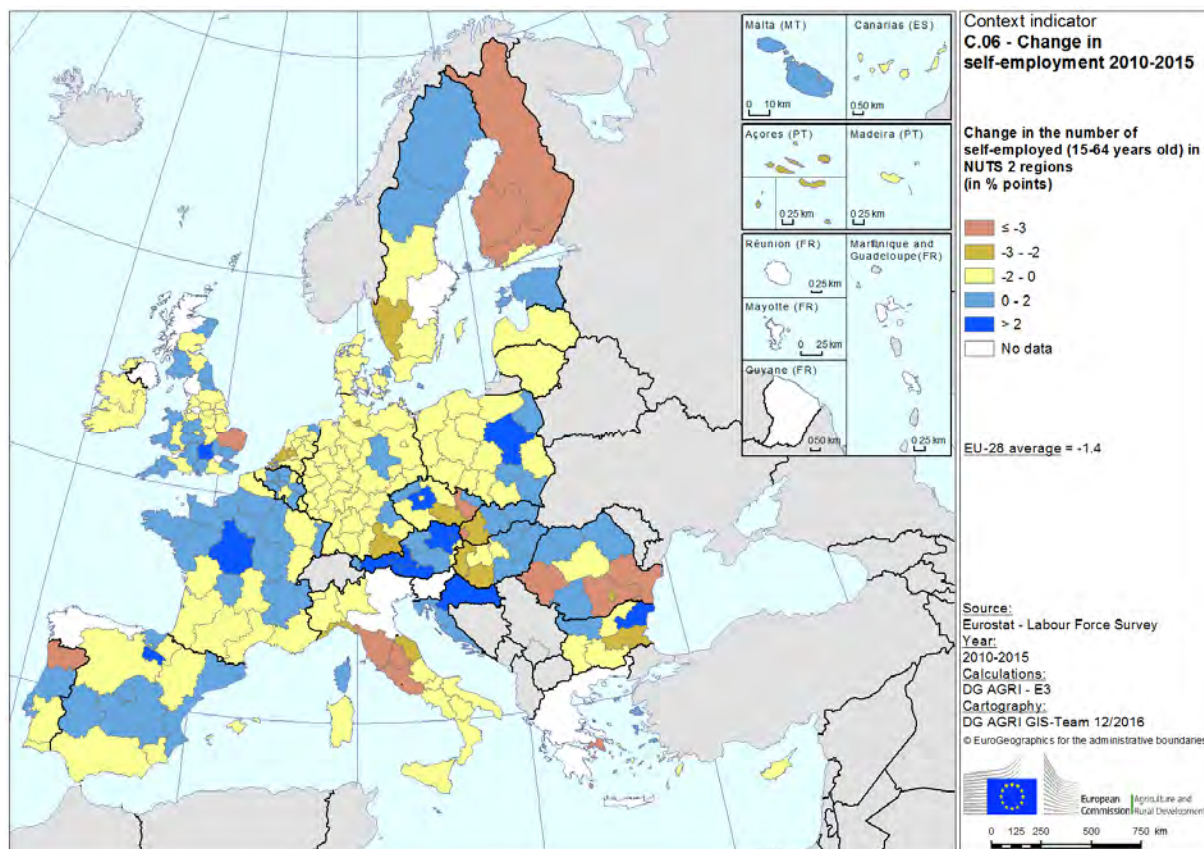 Malta (MT)
0 10 km
Canarias (ES)
0 50 km
Açores (PT)
0 25 km
Madeira (PT)
0 25 km
Réunion (FR)
0 25 km
Martinique and
Guadeloupe(FR)
0 25 km
Mayotte (FR)
0 25 km
Guyane (FR)
0 50 km
Context indicator
C.06 - Change in
self-employment 2010-2015
Change in the number of
self-employed (15-64 years old) in
NUTS 2 regions
(in % points)
≤ -3
-3 - -2
-2 - 0
0 - 2
> 2
No data
EU-28 average = -1.4
Source:
Eurostat - Labour Force Survey
Year:
2010-2015
Calculations:
DG AGRI - E3
Cartography:
DG AGRI GIS-Team 12/2016
© EuroGeographics for the administrative boundaries
European
Commission
Agriculture and
Rural Development
0 125 250 500 750 km